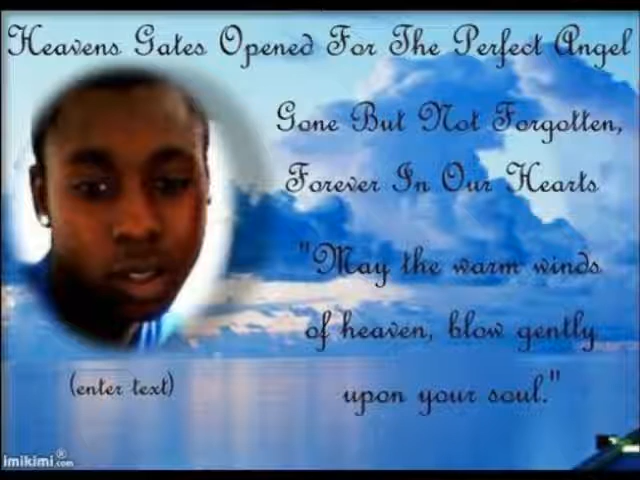 Heavens Gates Opened For The Perfect Angel
Gone But Not Forgotten,
Forever In Our Hearts
"May the warm winds
of heaven, blow gently
upon your soul."
(enter text)
imikimi®.com